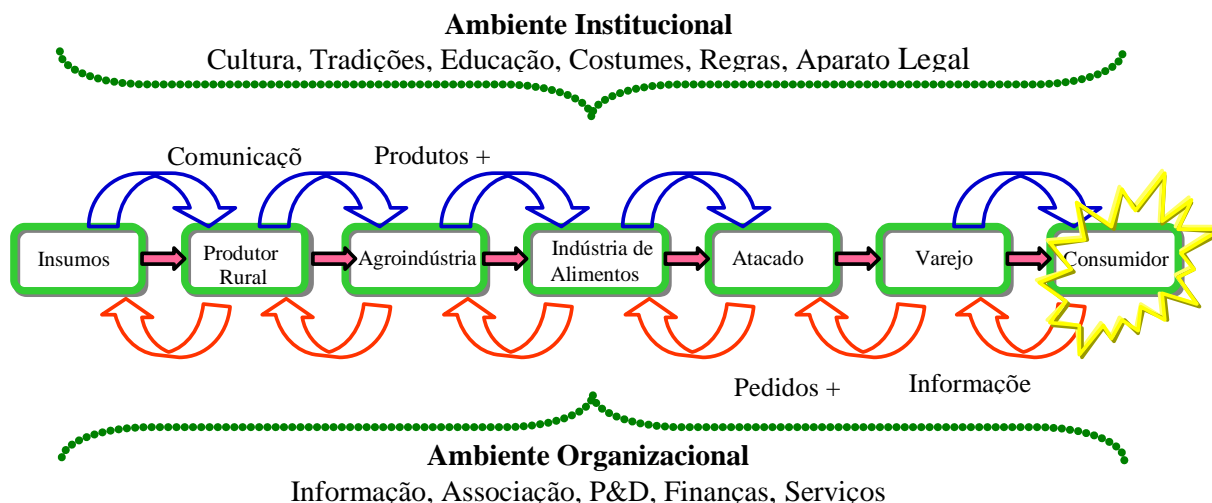 Ambiente Institucional
Cultura, Tradições, Educação, Costumes, Regras, Aparato Legal
Comunicaçõ
Produtos +
Insumos
Produtor
Rural
Agroindústria
Indústria de
Alimentos
Atacado
Varejo
Consumidor
Pedidos +
Informaçõe
Ambiente Organizacional
Informação, Associação, P&D, Finanças, Serviços